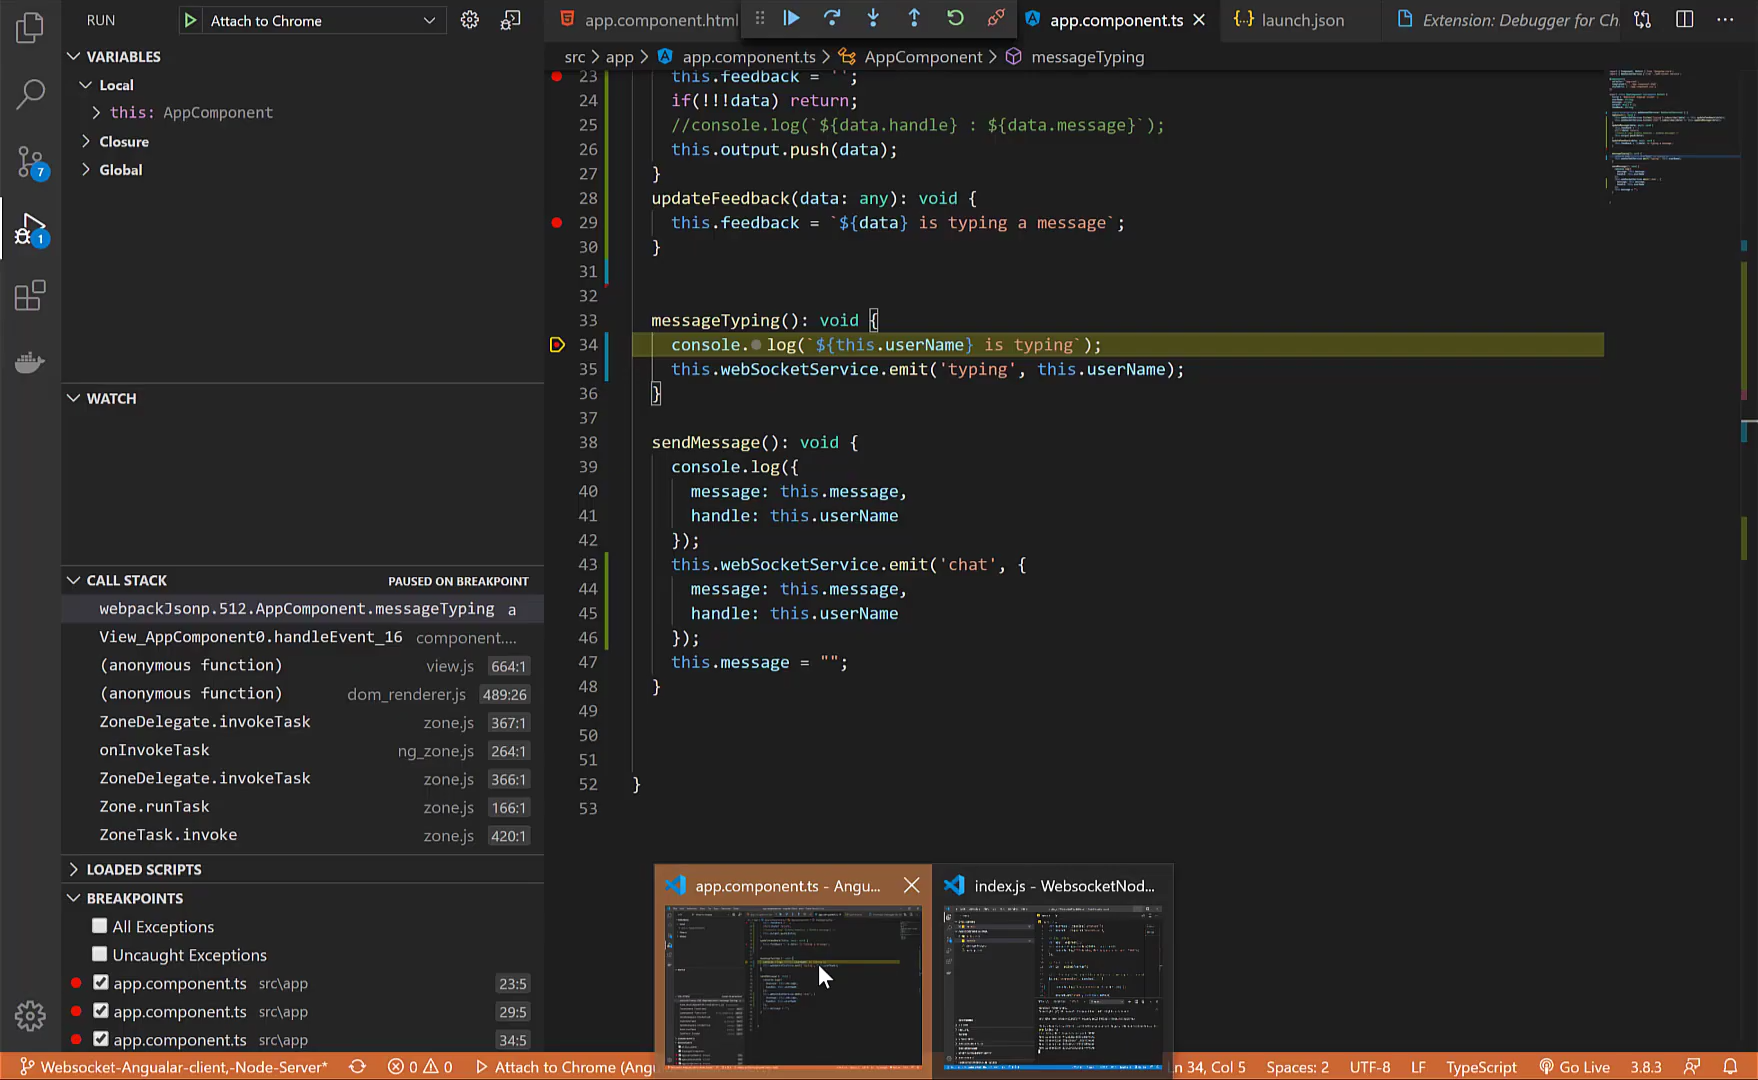 RUN
Attach to Chrome
app.component.html
app.component.ts
launch.json
Extension: Debugger for Ch
VARIABLES
Local
this: AppComponent
Closure
Global
WATCH
CALL STACK
PAUSED ON BREAKPOINT
webpackJsonp.512.AppComponent.messageTyping a
View_AppComponent0.handleEvent_16 component....
(anonymous function) view.js 664:1
(anonymous function) dom_renderer.js 489:26
ZoneDelegate.invokeTask zone.js 367:1
onInvokeTask ng_zone.js 264:1
ZoneDelegate.invokeTask zone.js 366:1
Zone.runTask zone.js 166:1
ZoneTask.invoke zone.js 420:1
LOADED SCRIPTS
BREAKPOINTS
All Exceptions
Uncaught Exceptions
app.component.ts src\app 23:5
app.component.ts src\app 29:5
app.component.ts src\app 34:5
7
1
src > app > app.component.ts > AppComponent > messageTyping
23 this.feedback = '';
24 if(!!!data) return;
25 //console.log(`${data.handle} : ${data.message}`);
26 this.output.push(data);
27 }
28 updateFeedback(data: any): void {
29 this.feedback = `${data} is typing a message`;
30 }
31
32
33 messageTyping(): void {
34 console.log(`${this.userName} is typing`);
35 this.webSocketService.emit('typing', this.userName);
36 }
37
38 sendMessage(): void {
39 console.log({
40 message: this.message,
41 handle: this.userName
42 });
43 this.webSocketService.emit('chat', {
44 message: this.message,
45 handle: this.userName
46 });
47 this.message = "";
48 }
49
50
51
52 }
53
app.component.ts - Angu...
index.js - WebsocketNod...
Websocket-Angualar-client,-Node-Server*
0 0
Attach to Chrome (Angu
Ln 34, Col 5
Spaces: 2
UTF-8
LF
TypeScript
Go Live
3.8.3